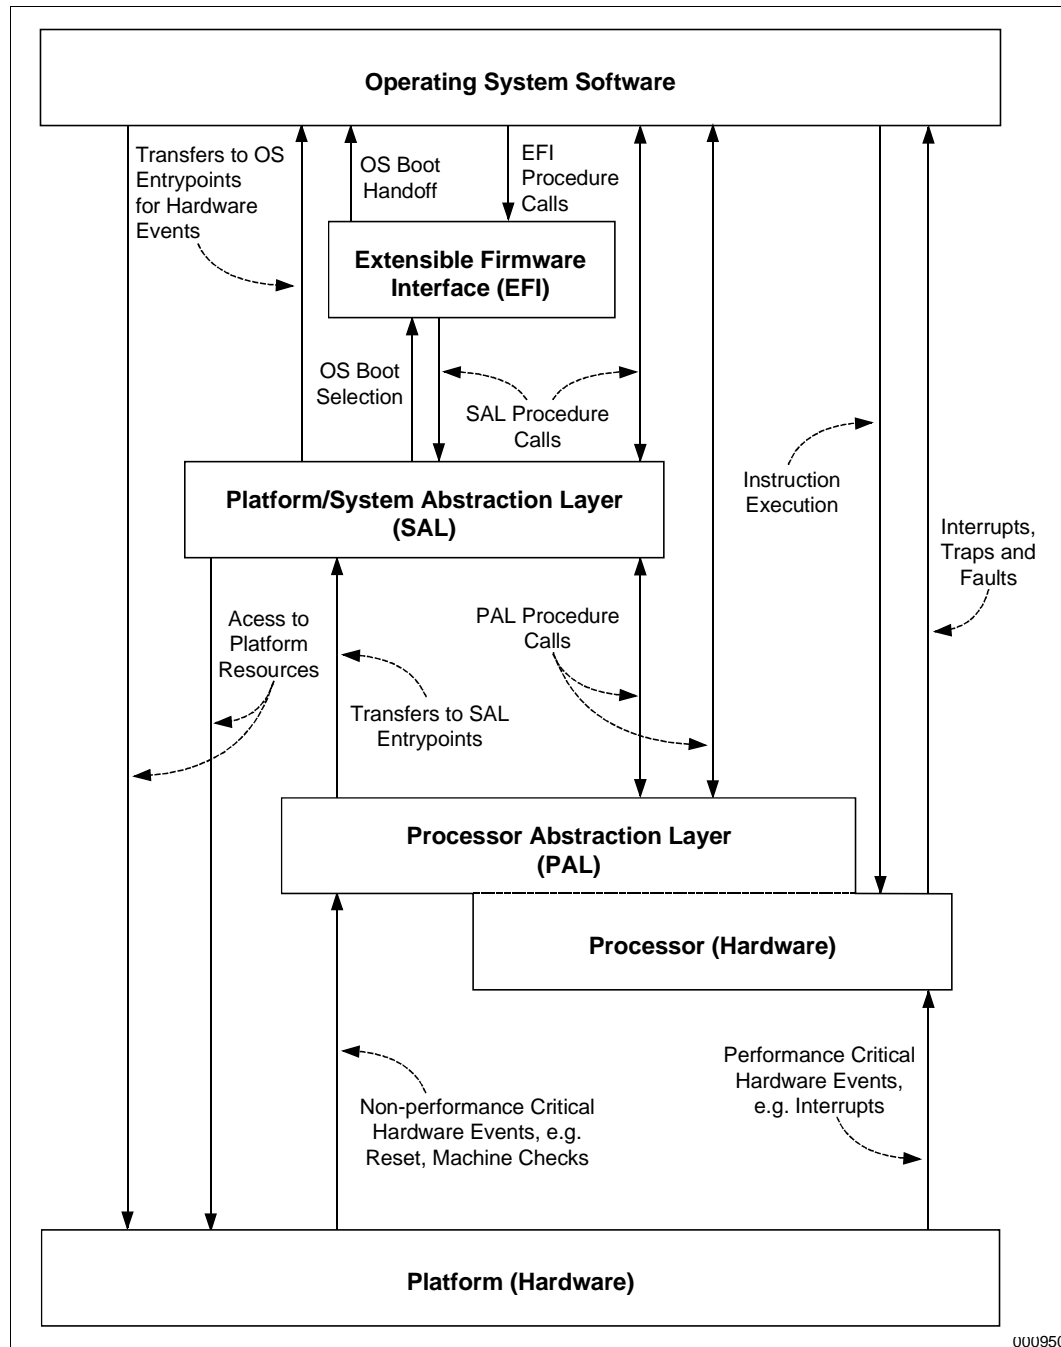 Operating System Software
Transfers to OS
Entrypoints
for Hardware
Events
OS Boot
Handoff
EFI
Procedure
Calls
Extensible Firmware
Interface (EFI)
OS Boot
Selection
SAL Procedure
Calls
Platform/System Abstraction Layer
(SAL)
Instruction
Execution
Interrupts,
Traps and
Faults
Acess to
Platform
Resources
PAL Procedure
Calls
Transfers to SAL
Entrypoints
Processor Abstraction Layer
(PAL)
Processor (Hardware)
Non-performance Critical
Hardware Events, e.g.
Reset, Machine Checks
Performance Critical
Hardware Events,
e.g. Interrupts
Platform (Hardware)
000950